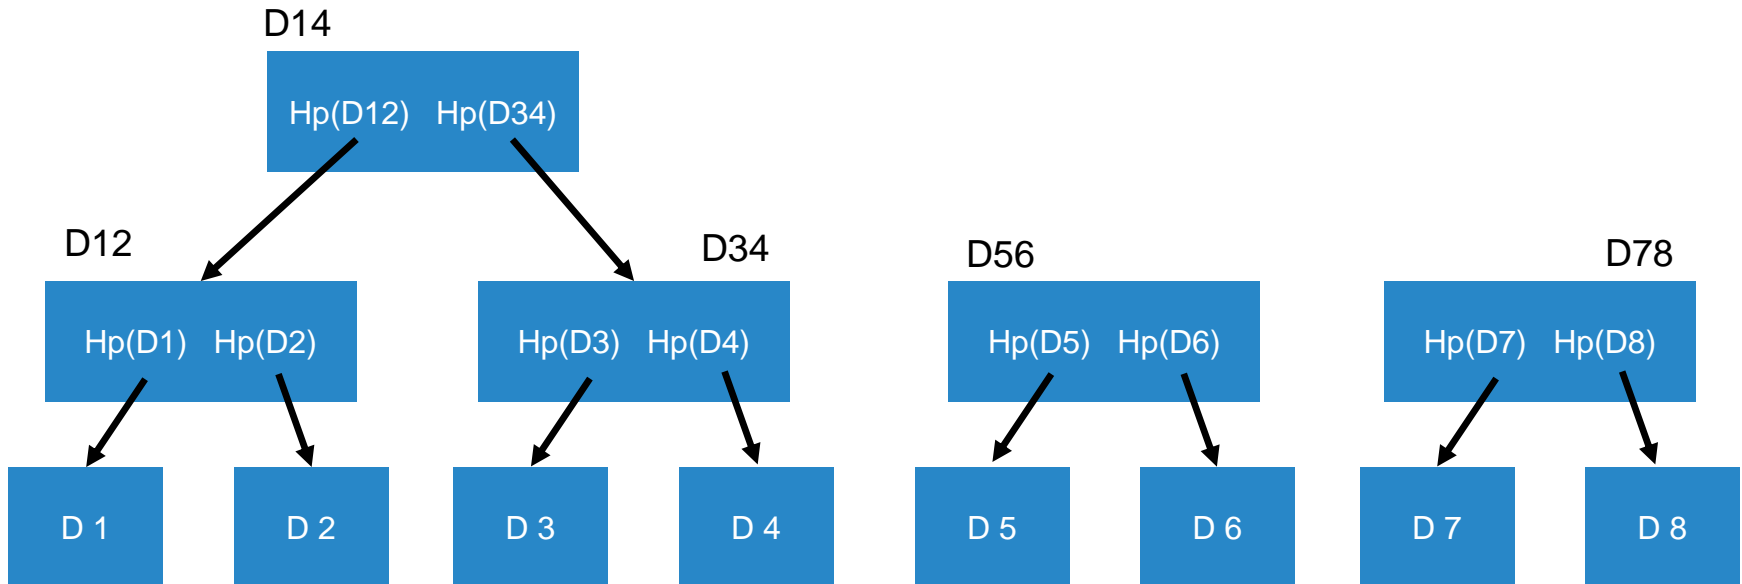 D14
Hp(D12) Hp(D34)
D12
D34
D56
D78
Hp(D1) Hp(D2)
Hp(D3) Hp(D4)
Hp(D5) Hp(D6)
Hp(D7) Hp(D8)
D 1
D 2
D 3
D 4
D 5
D 6
D 7
D 8